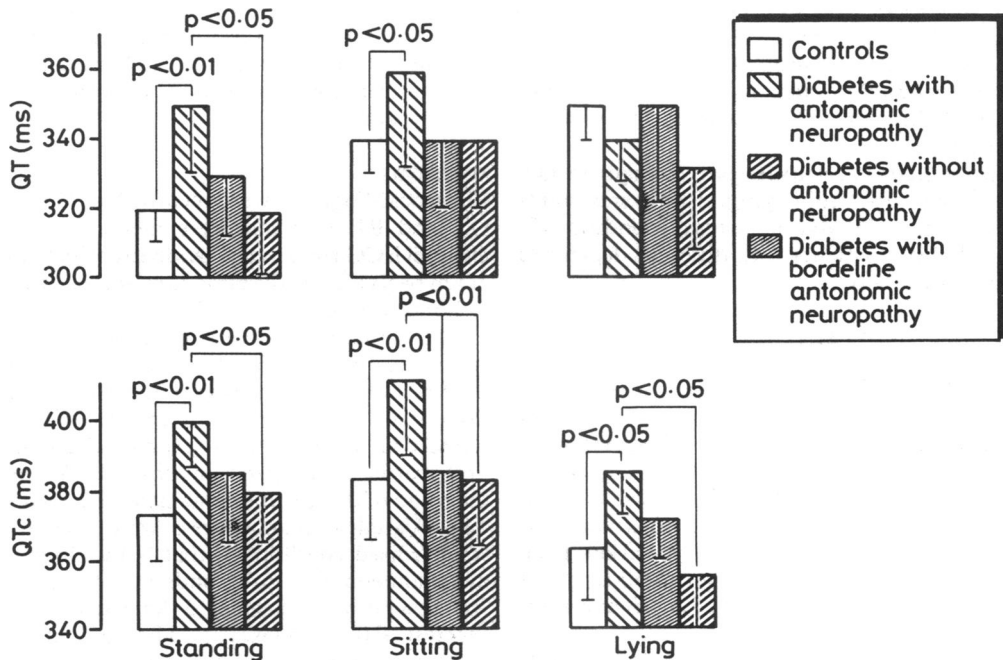 QT (ms)
360
340
320
300
p<0·01
p<0·05
p<0·05
Controls
Diabetes with
antonomic
neuropathy
Diabetes without
antonomic
neuropathy
Diabetes with
bordeline
antonomic
neuropathy
QTc (ms)
400
380
360
340
p<0·01
p<0·05
p<0·01
p<0·01
p<0·05
p<0·05
Standing
Sitting
Lying